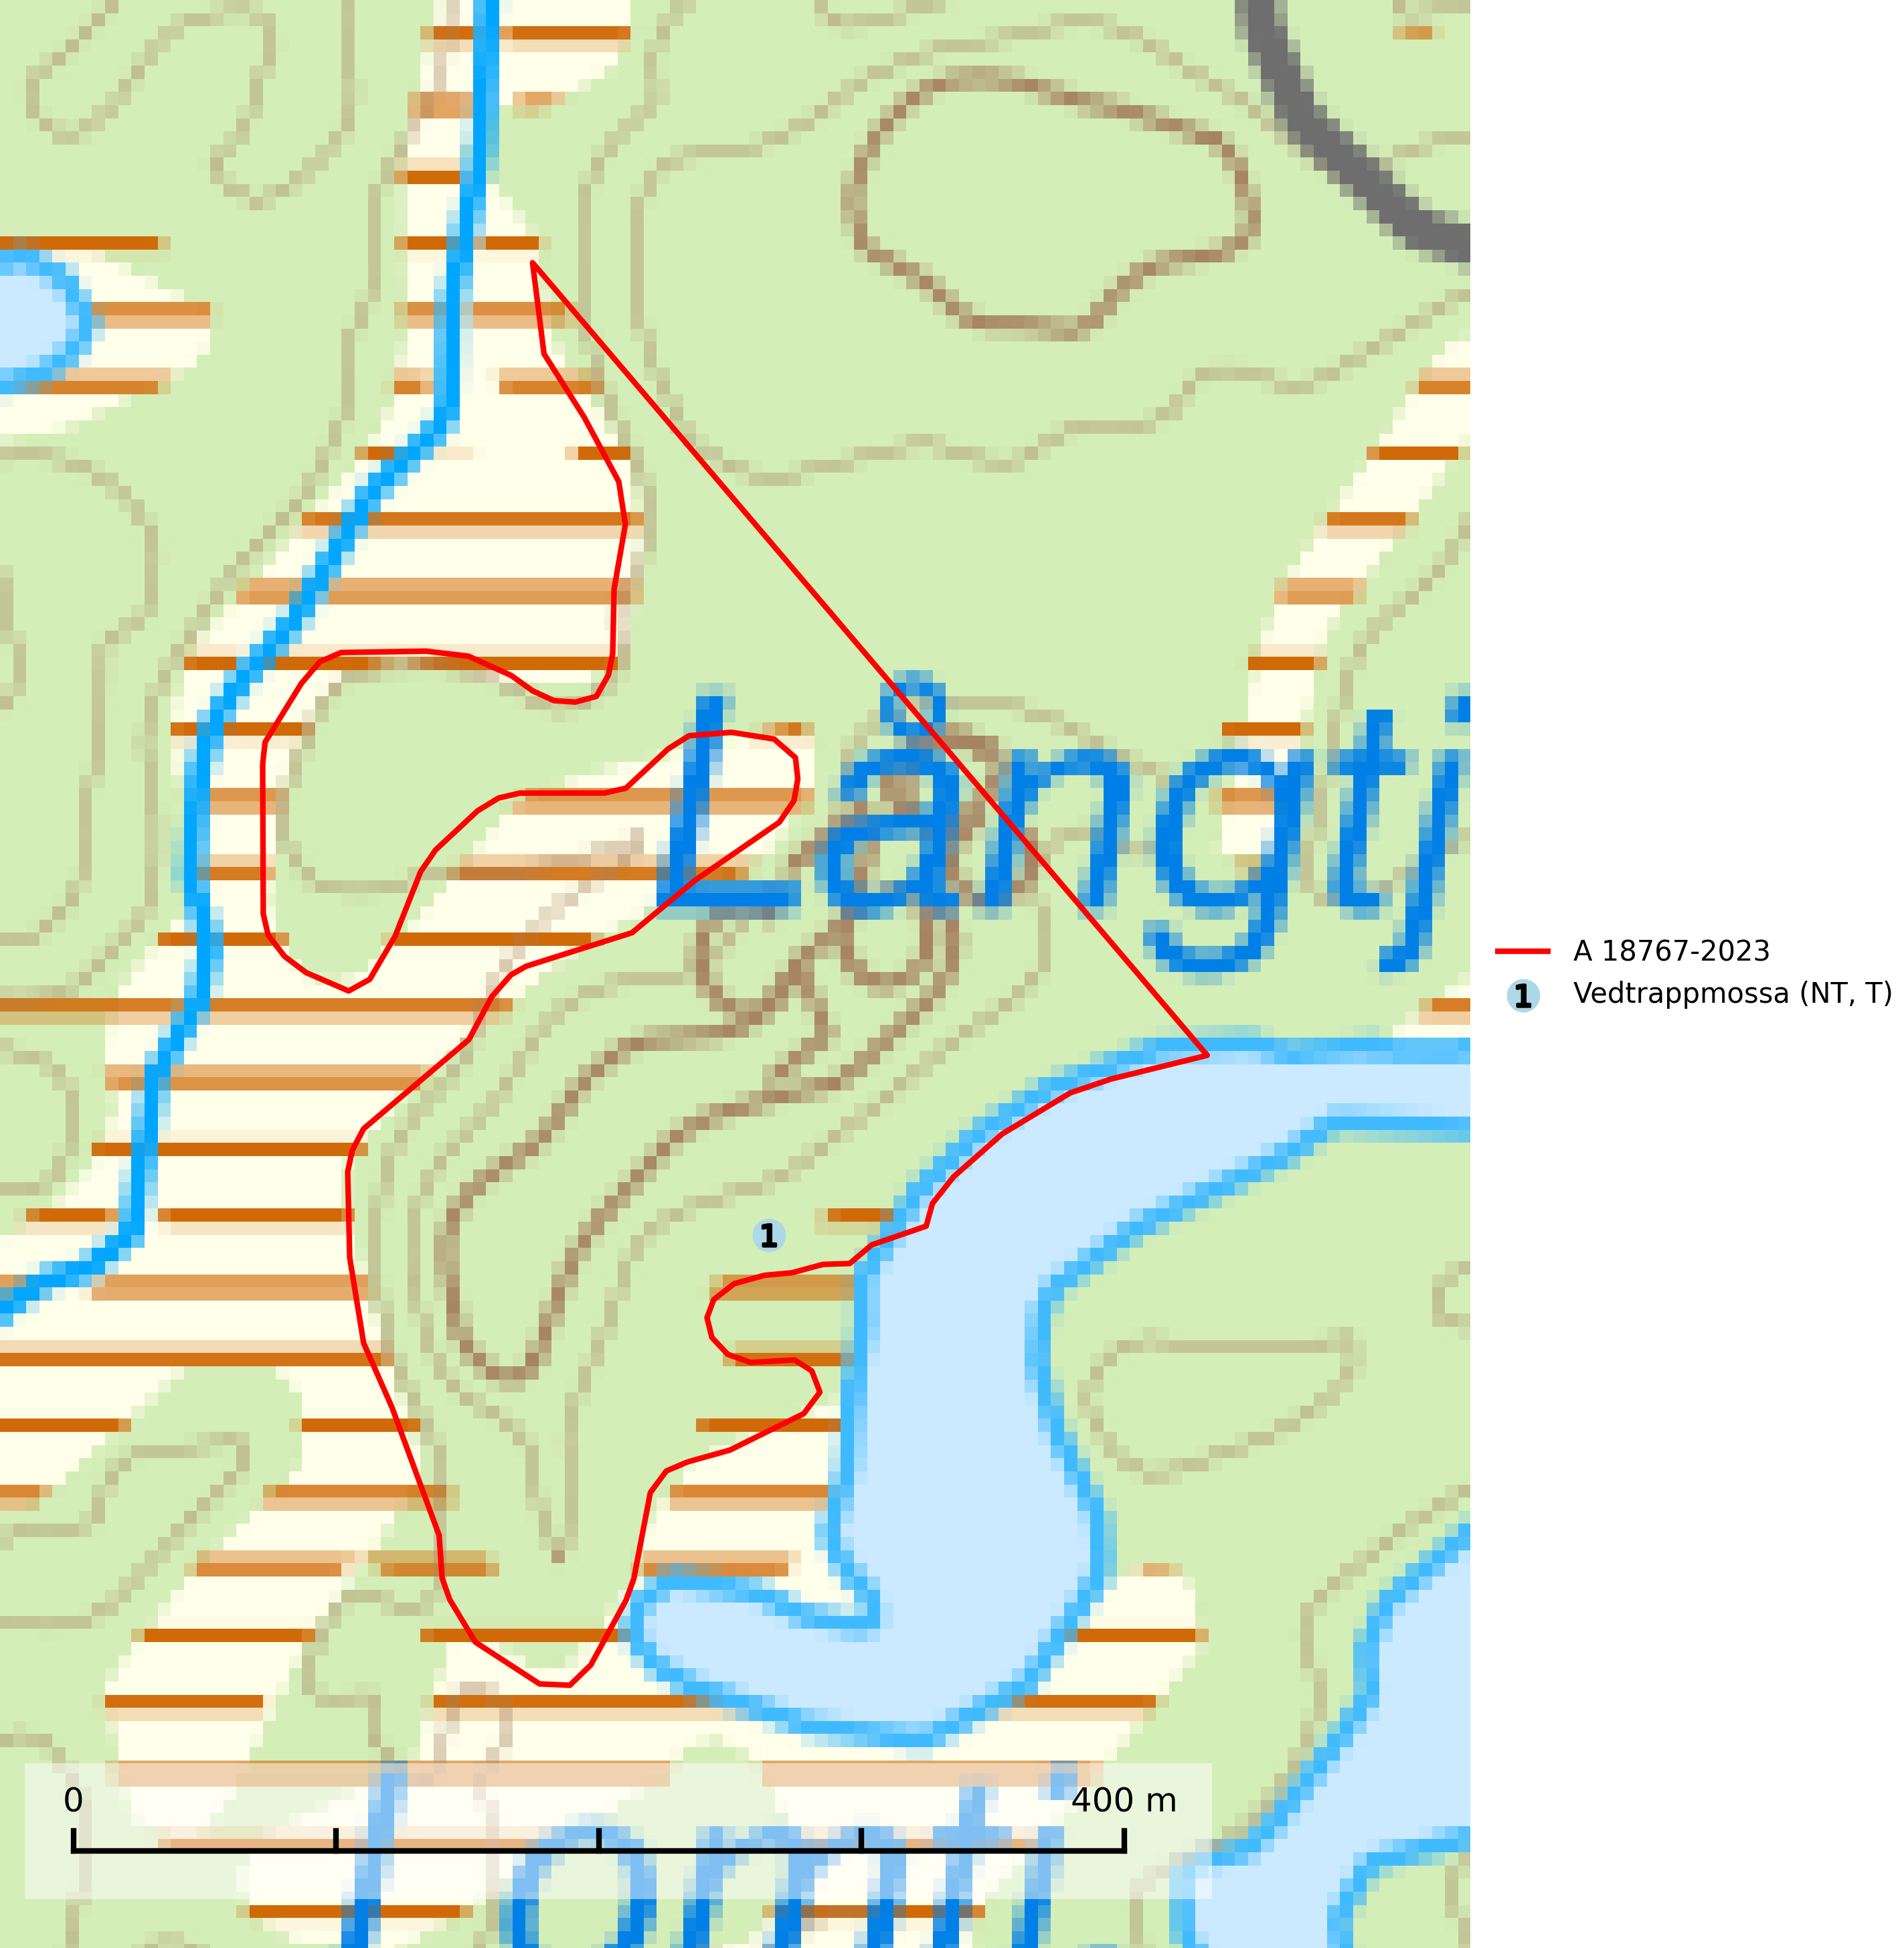 Långtj
A 18767-2023
1 Vedtrappmossa (NT, T)
1
0 400 m